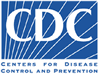 CDC
CENTERS FOR DISEASE
CONTROL AND PREVENTION